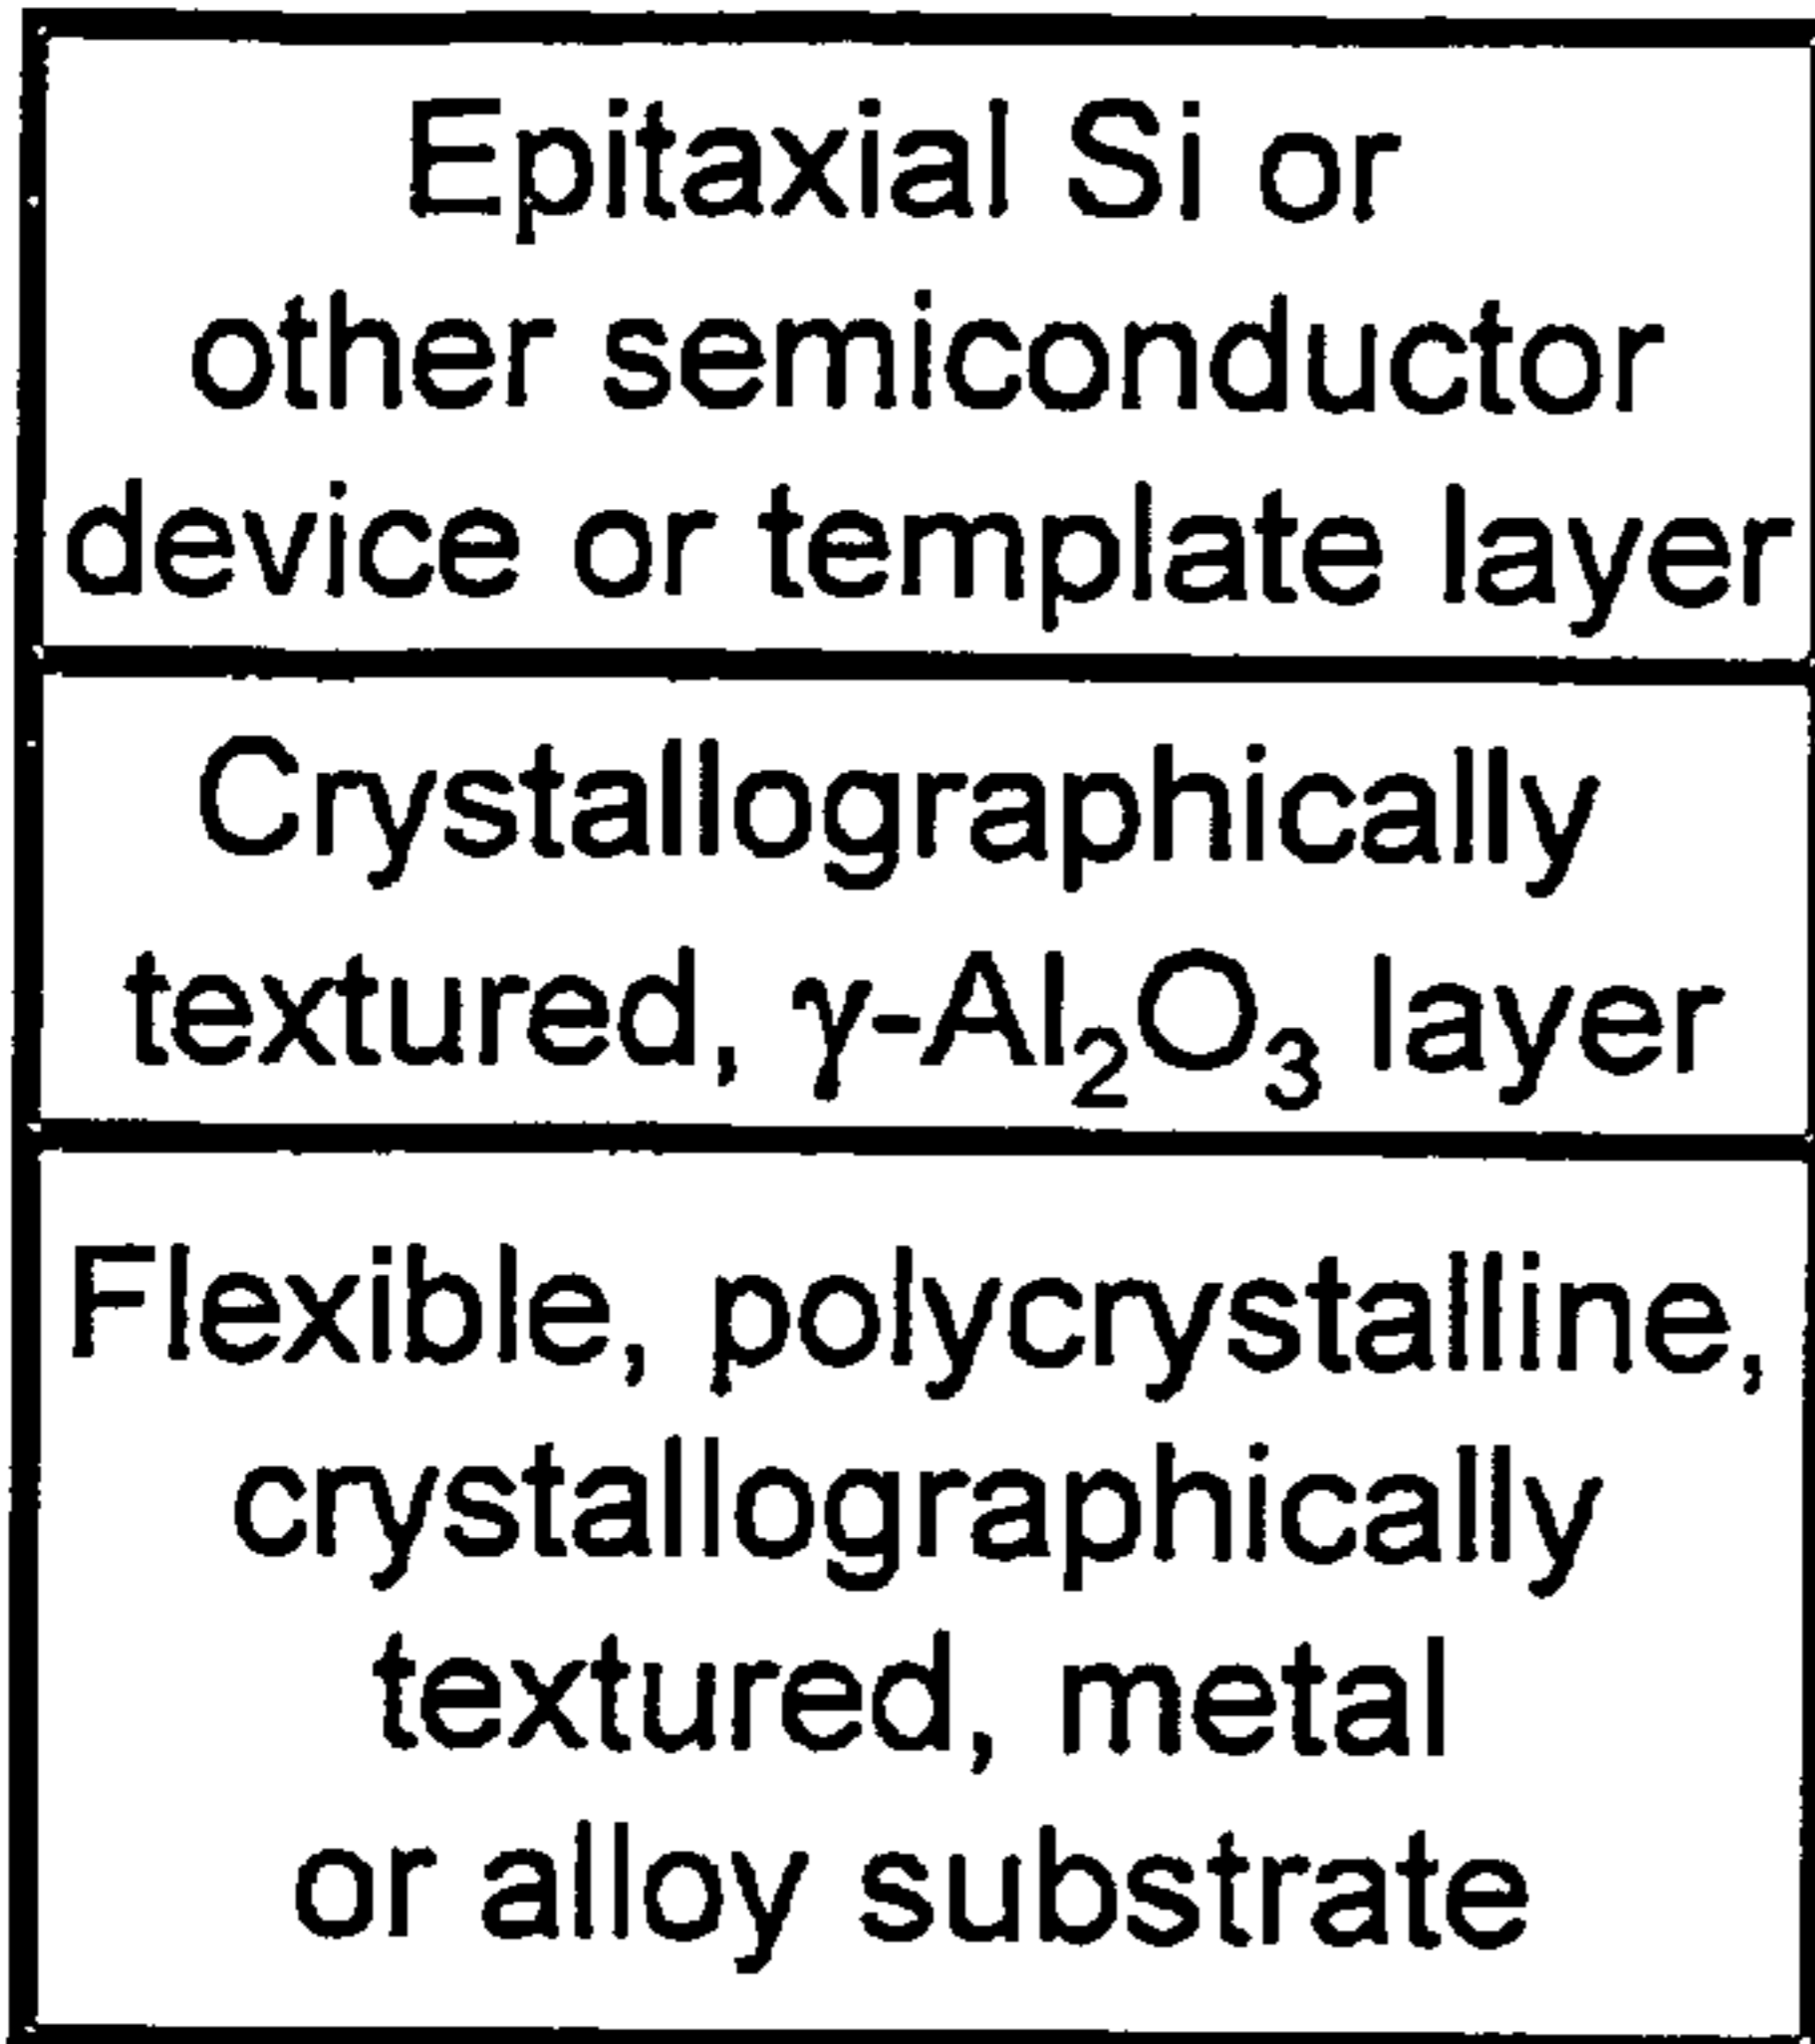 Epitaxial Si or
other semiconductor
device or template layer
Crystallographically
textured, γ-Al₂O₃ layer
Flexible, polycrystalline,
crystallographically
textured, metal
or alloy substrate